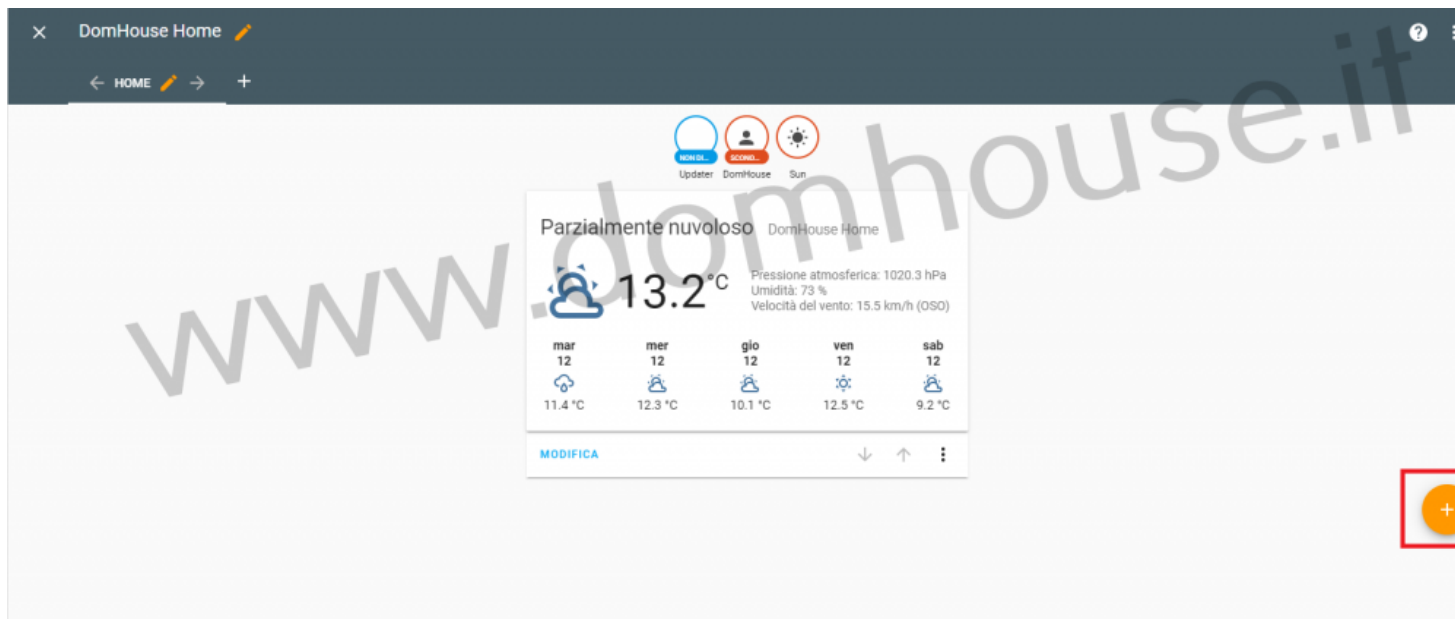 DomHouse Home
HOME
NON DI...
SCONO...
Updater DomHouse Sun
Parzialmente nuvoloso DomHouse Home
13.2 °C
Pressione atmosferica: 1020.3 hPa
Umidità: 73 %
Velocità del vento: 15.5 km/h (OSO)
mar mer gio ven sab
12 12 12 12 12
11.4 °C 12.3 °C 10.1 °C 12.5 °C 9.2 °C
MODIFICA
www.domhouse.it